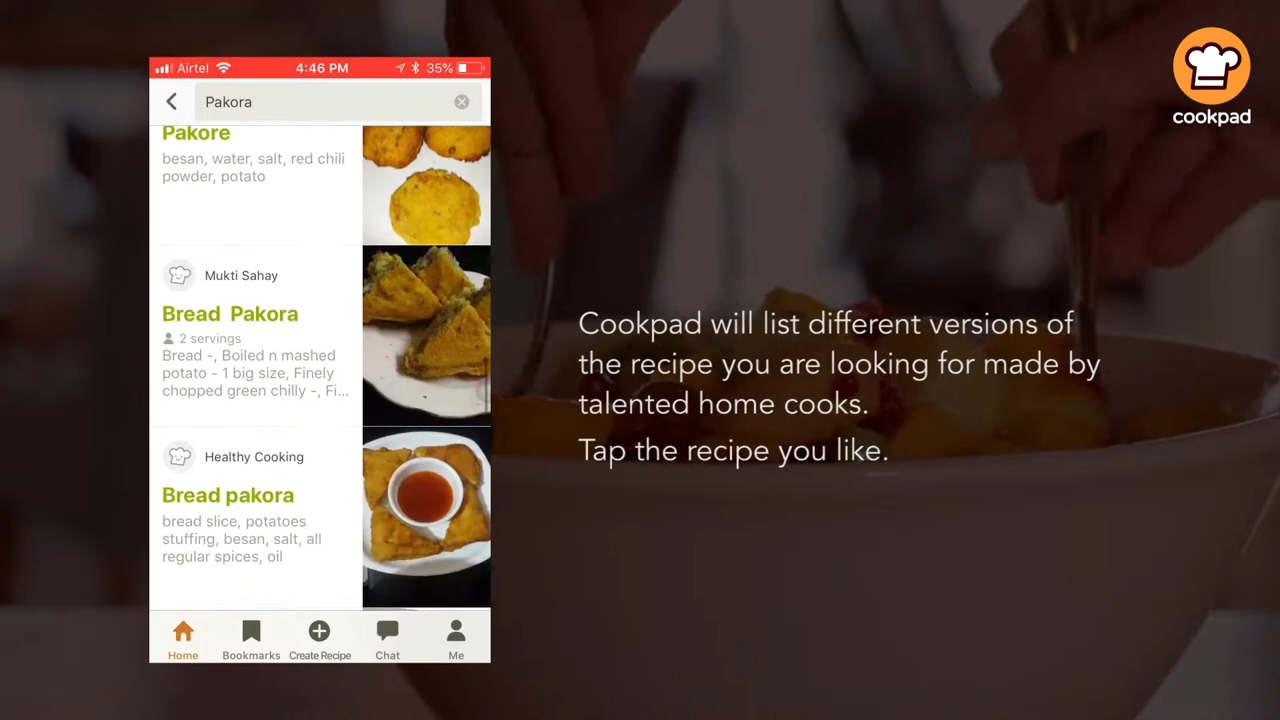 Airtel
4:46 PM
35%
Pakora
Pakore
besan, water, salt, red chili
powder, potato
Mukti Sahay
Bread Pakora
2 servings
Bread -, Boiled n mashed
potato - 1 big size, Finely
chopped green chilly -, Fi...
Healthy Cooking
Bread pakora
bread slice, potatoes
stuffing, besan, salt, all
regular spices, oil
Home
Bookmarks
Create Recipe
Chat
Me
Cookpad will list different versions of
the recipe you are looking for made by
talented home cooks.
Tap the recipe you like.
cookpad